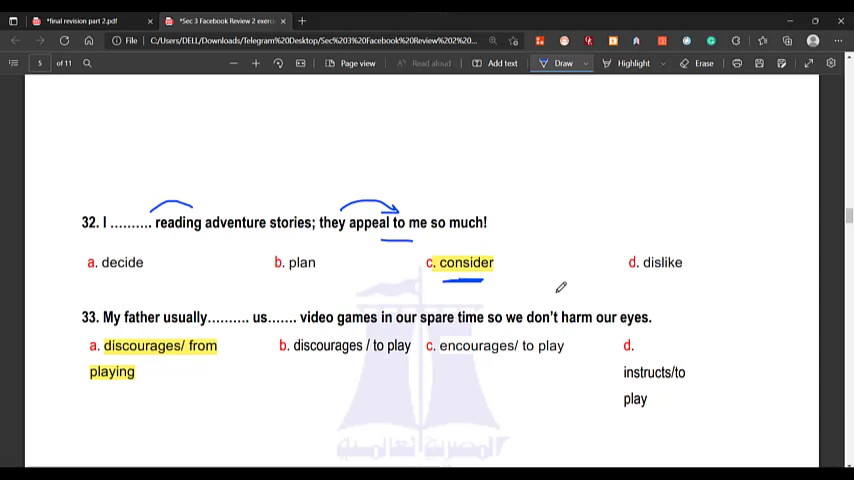 *final revision part 2.pdf
*Sec 3 Facebook Review 2 exerci
File
C:/Users/DELL/Downloads/Telegram%20Desktop/Sec%203%20Facebook%20Review%202%20...
5 of 11
Page view
Read aloud
Add text
Draw
Highlight
Erase
32. I .......... reading adventure stories; they appeal to me so much!
a. decide
b. plan
c. consider
d. dislike
33. My father usually.......... us....... video games in our spare time so we don't harm our eyes.
a. discourages/ from playing
b. discourages / to play
c. encourages/ to play
d. instructs/to play
المصرية العالمية